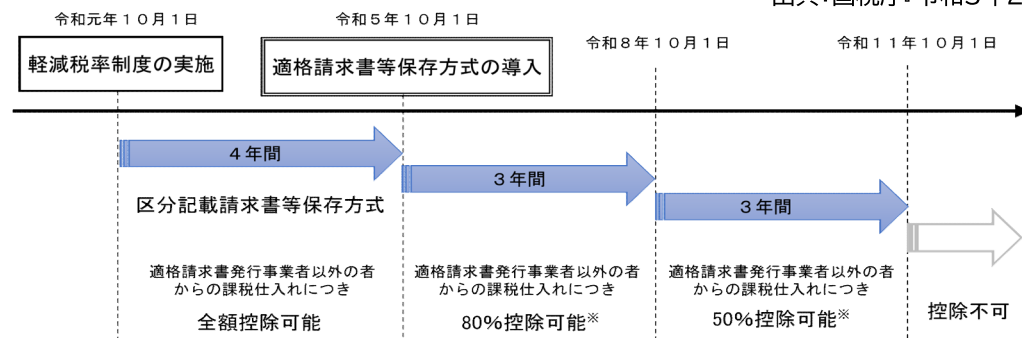 令和元年１０月１日
令和５年１０月１日
令和８年１０月１日
令和１１年１０月１日
軽減税率制度の実施
適格請求書等保存方式の導入
４年間
３年間
３年間
区分記載請求書等保存方式
適格請求書発行事業者以外の者
からの課税仕入れにつき
全額控除可能
適格請求書発行事業者以外の者
からの課税仕入れにつき
80%控除可能※
適格請求書発行事業者以外の者
からの課税仕入れにつき
50%控除可能※
控除不可